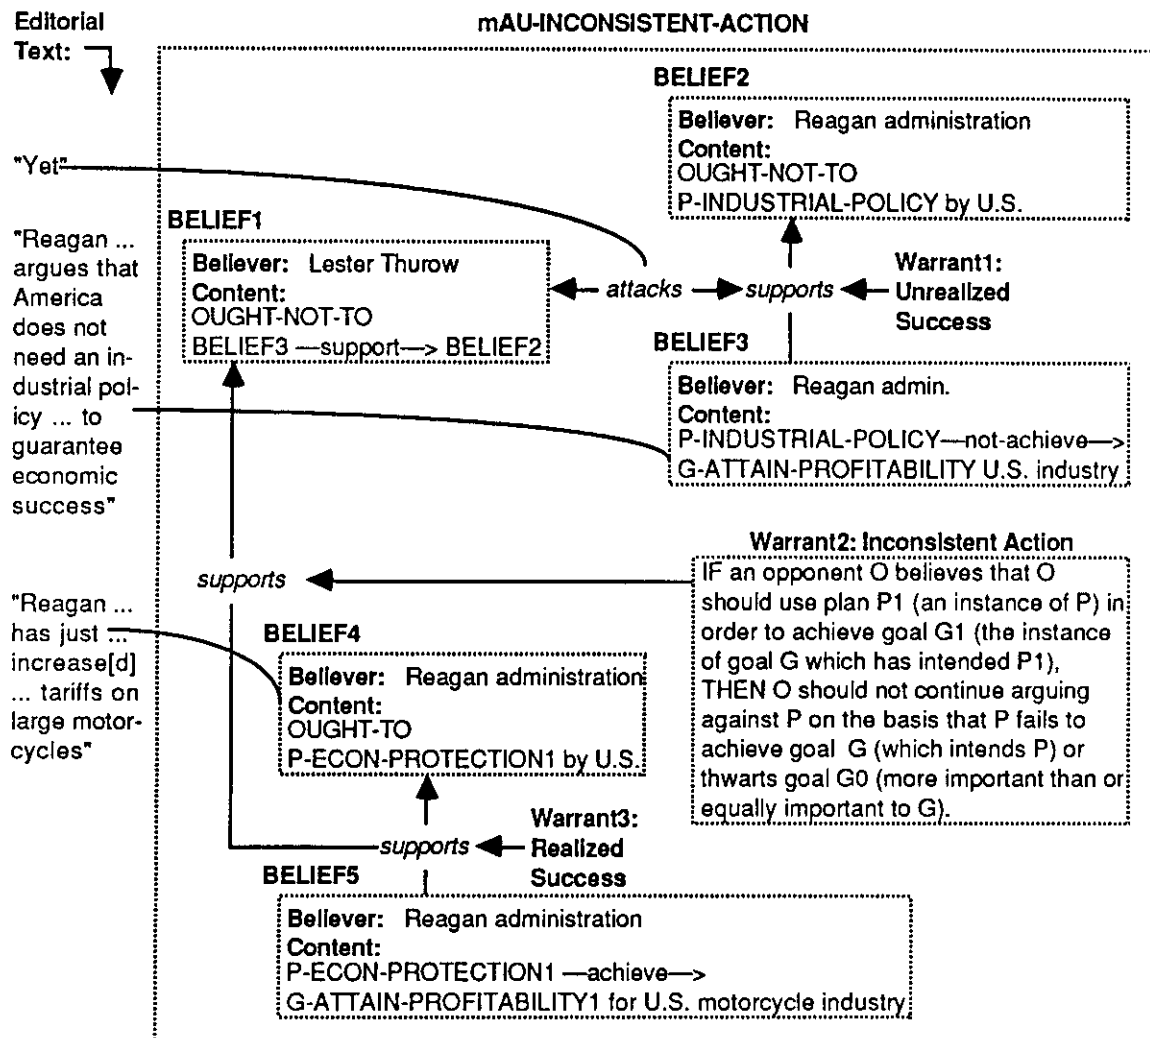 Editorial
Text:
mAU-INCONSISTENT-ACTION
"Yet"
"Reagan ...
argues that
America
does not
need an in-
dustrial pol-
icy ... to
guarantee
economic
success"
"Reagan ...
has just ...
increase[d]
... tariffs on
large motor-
cycles"
BELIEF2
Believer: Reagan administration
Content:
OUGHT-NOT-TO
P-INDUSTRIAL-POLICY by U.S.
BELIEF1
Believer: Lester Thurow
Content:
OUGHT-NOT-TO
BELIEF3 —support—> BELIEF2
attacks
supports
Warrant1:
Unrealized
Success
BELIEF3
Believer: Reagan admin.
Content:
P-INDUSTRIAL-POLICY—not-achieve—>
G-ATTAIN-PROFITABILITY U.S. industry
supports
Warrant2: Inconsistent Action
IF an opponent O believes that O
should use plan P1 (an instance of P) in
order to achieve goal G1 (the instance
of goal G which has intended P1),
THEN O should not continue arguing
against P on the basis that P fails to
achieve goal G (which intends P) or
thwarts goal G0 (more important than or
equally important to G).
BELIEF4
Believer: Reagan administration
Content:
OUGHT-TO
P-ECON-PROTECTION1 by U.S.
supports
Warrant3:
Realized
Success
BELIEF5
Believer: Reagan administration
Content:
P-ECON-PROTECTION1 —achieve—>
G-ATTAIN-PROFITABILITY1 for U.S. motorcycle industry